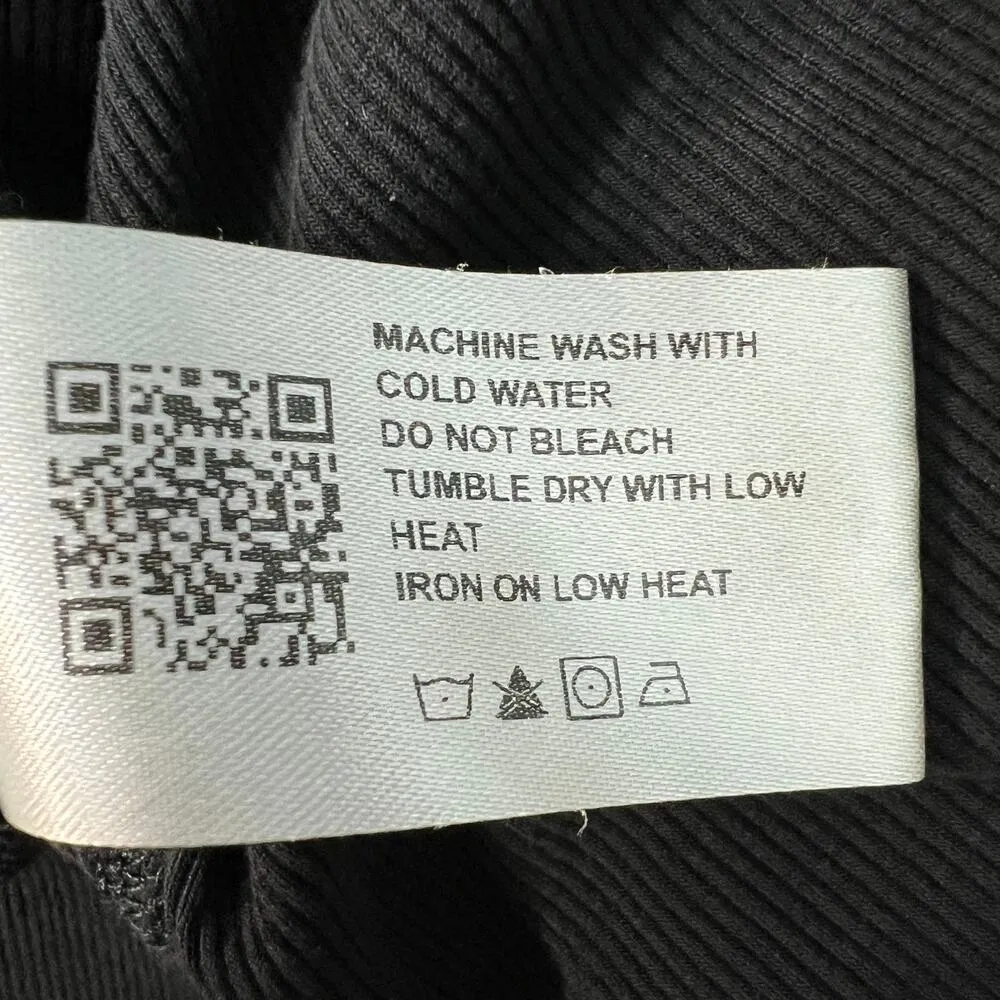 MACHINE WASH WITH
COLD WATER
DO NOT BLEACH
TUMBLE DRY WITH LOW
HEAT
IRON ON LOW HEAT